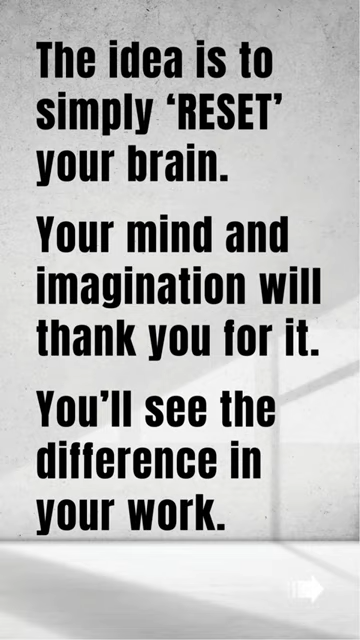 The idea is to
simply ‘RESET’
your brain.
Your mind and
imagination will
thank you for it.
You’ll see the
difference in
your work.